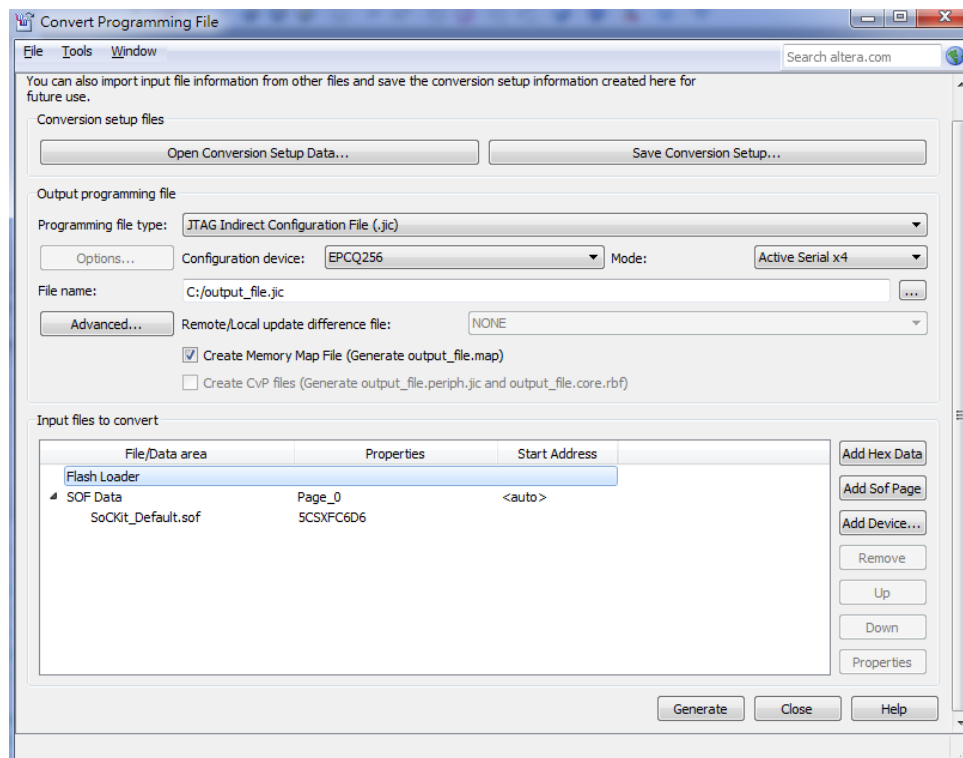 Convert Programming File
File Tools Window
Search altera.com
You can also import input file information from other files and save the conversion setup information created here for
future use.
Conversion setup files
Open Conversion Setup Data... Save Conversion Setup...
Output programming file
Programming file type: JTAG Indirect Configuration File (.jic)
Options... Configuration device: EPCQ256 Mode: Active Serial x4
File name: C:/output_file.jic ...
Advanced... Remote/Local update difference file: NONE
Create Memory Map File (Generate output_file.map)
Create CvP files (Generate output_file.periph.jic and output_file.core.rbf)
Input files to convert
File/Data area Properties Start Address
Add Hex Data
Flash Loader
SOF Data Page_0 <auto>
Add Sof Page
SoCKit_Default.sof 5CSXFC6D6
Add Device...
Remove
Up
Down
Properties
Generate Close Help